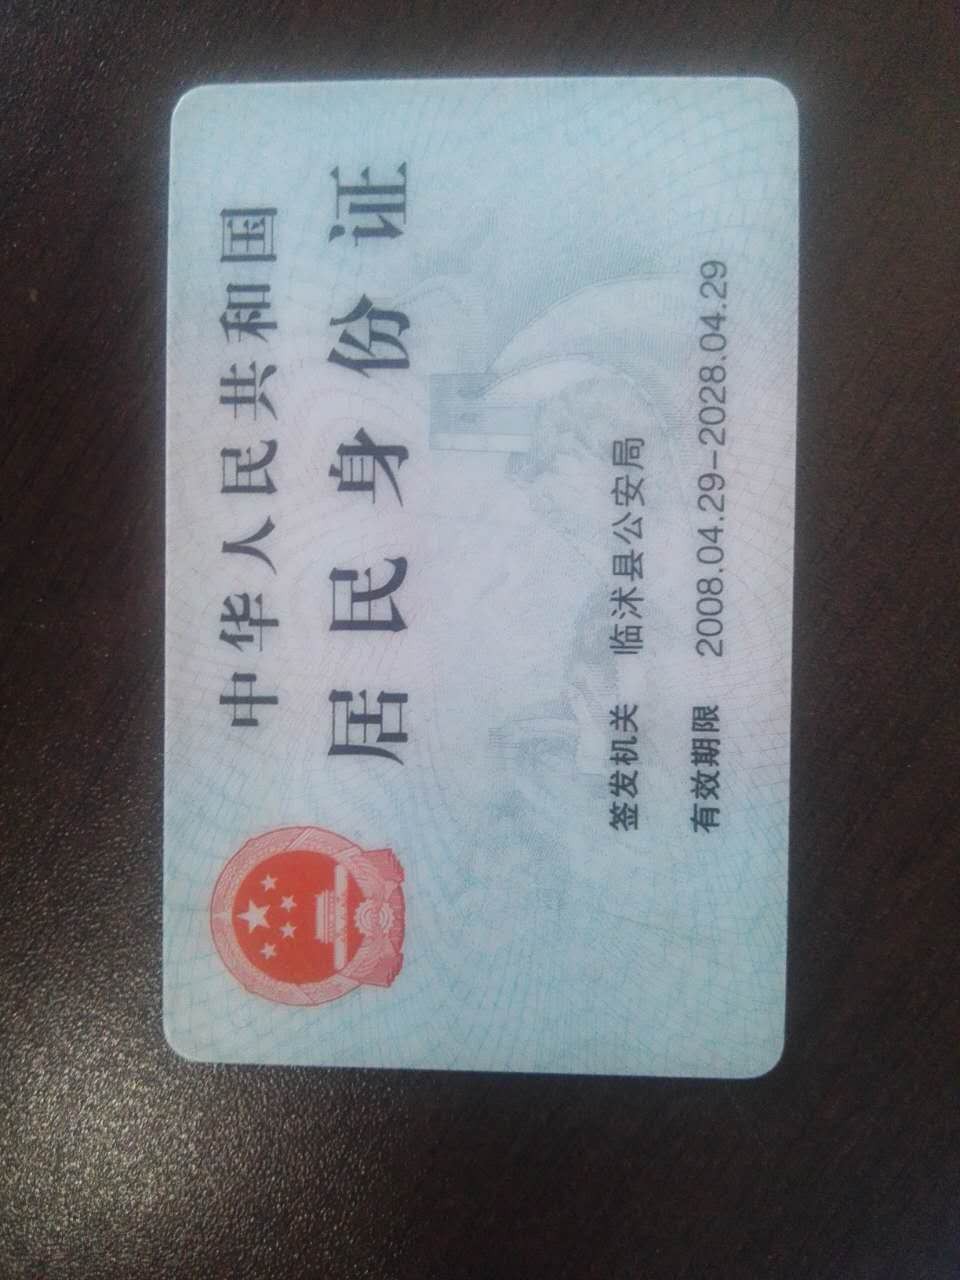 中华人民共和国
居民身份证
签发机关 临沭县公安局
有效期限 2008.04.29-2028.04.29